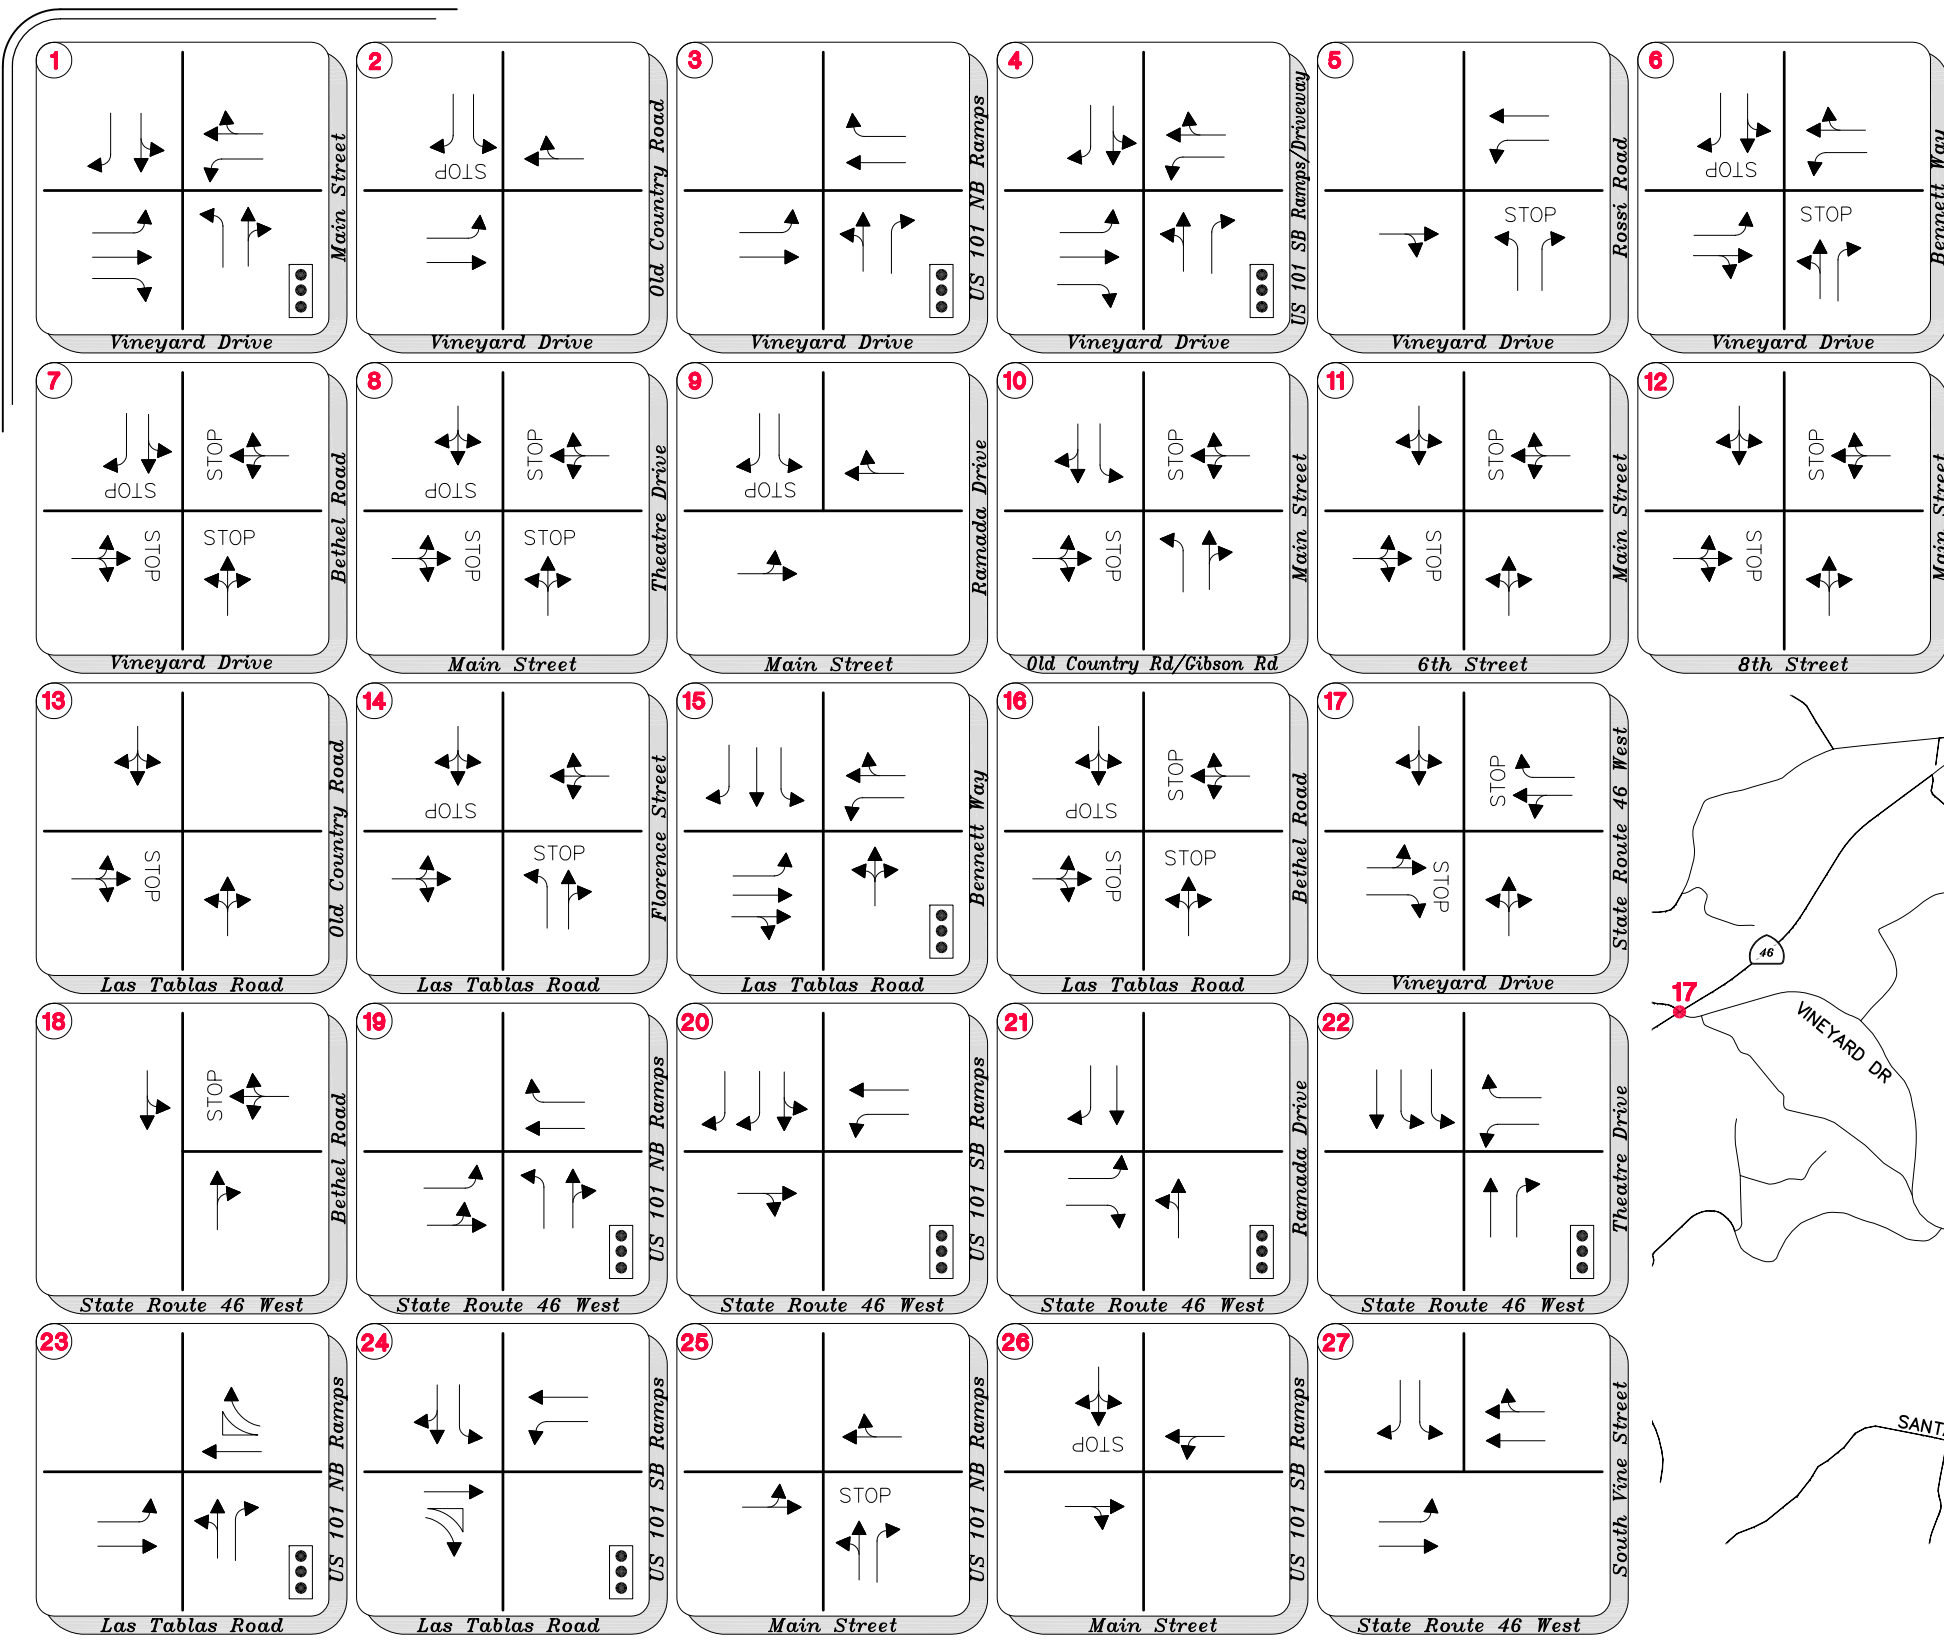 1
Main Street
Vineyard Drive
2
STOP
Old Country Road
Vineyard Drive
3
US 101 NB Ramps
Vineyard Drive
4
US 101 SB Ramps/Driveway
Vineyard Drive
5
STOP
Rossi Road
Vineyard Drive
6
STOP
STOP
Bennett Way
Vineyard Drive
7
STOP
STOP
STOP
STOP
Bethel Road
Vineyard Drive
8
STOP
STOP
STOP
STOP
Theatre Drive
Main Street
9
STOP
Ramada Drive
Main Street
10
STOP
STOP
Main Street
Old Country Rd/Gibson Rd
11
STOP
STOP
Main Street
6th Street
12
STOP
STOP
Main Street
8th Street
13
STOP
Old Country Road
Las Tablas Road
14
STOP
STOP
Florence Street
Las Tablas Road
15
Bennett Way
Las Tablas Road
16
STOP
STOP
STOP
STOP
Bethel Road
Las Tablas Road
17
STOP
STOP
State Route 46 West
Vineyard Drive
46
17
VINEYARD DR
18
STOP
Bethel Road
State Route 46 West
19
US 101 NB Ramps
State Route 46 West
20
US 101 SB Ramps
State Route 46 West
21
Ramada Drive
State Route 46 West
22
Theatre Drive
State Route 46 West
23
US 101 NB Ramps
Las Tablas Road
24
US 101 SB Ramps
Las Tablas Road
25
STOP
US 101 NB Ramps
Main Street
26
STOP
US 101 SB Ramps
Main Street
27
South Vine Street
State Route 46 West
SANTA